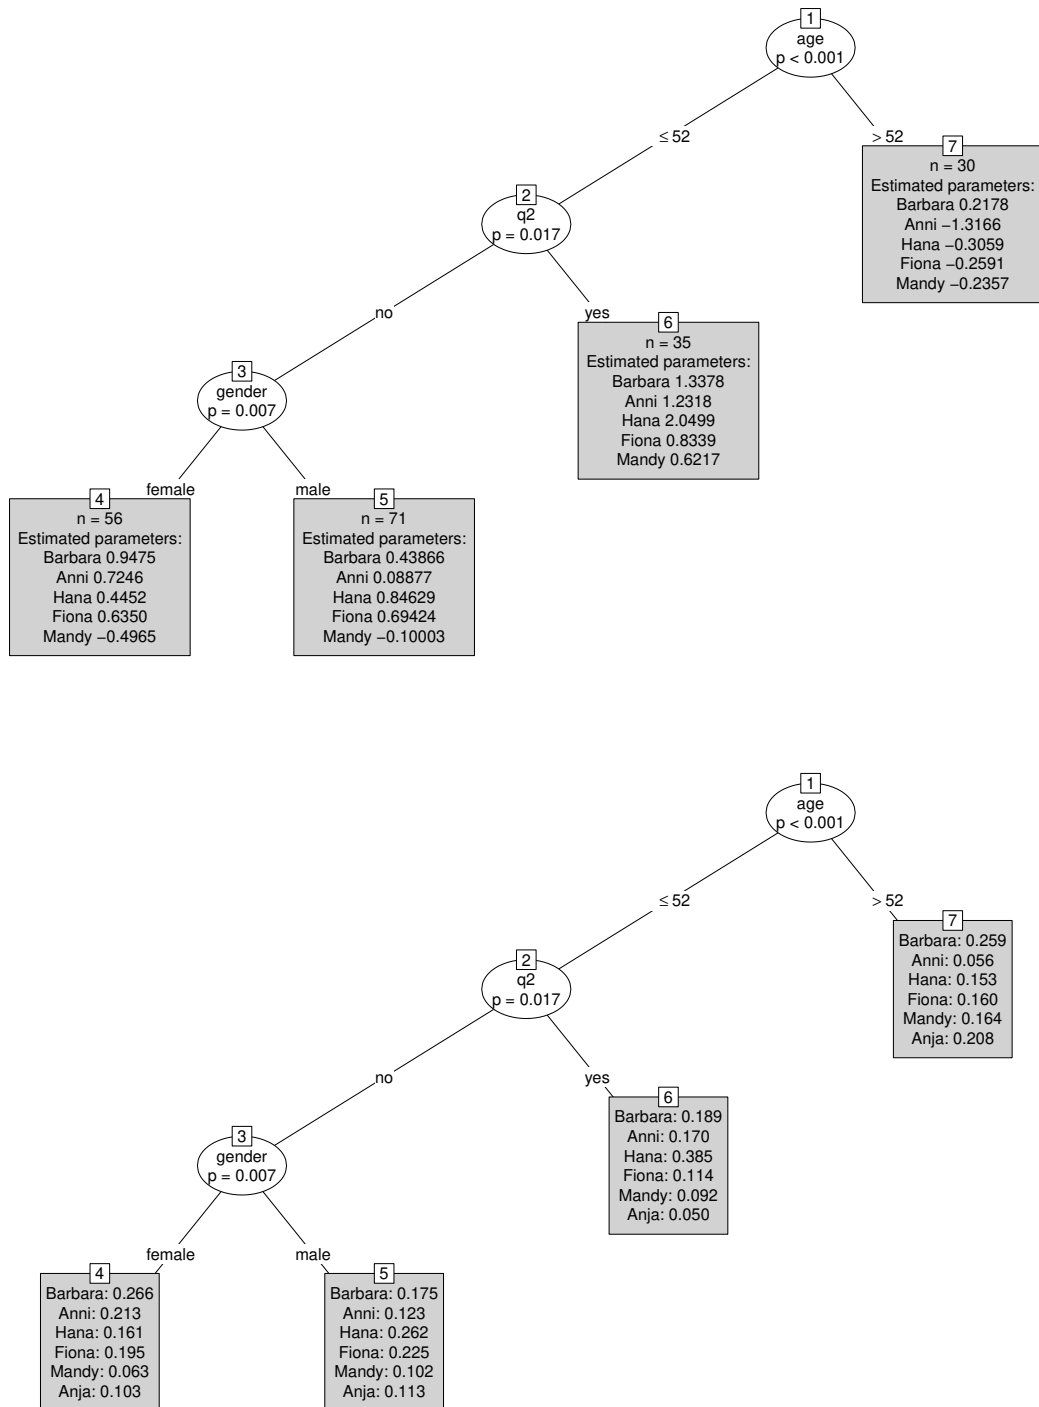 1
age
p < 0.001
≤ 52
> 52
7
n = 30
Estimated parameters:
Barbara 0.2178
Anni −1.3166
Hana −0.3059
Fiona −0.2591
Mandy −0.2357
2
q2
p = 0.017
no
yes
6
n = 35
Estimated parameters:
Barbara 1.3378
Anni 1.2318
Hana 2.0499
Fiona 0.8339
Mandy 0.6217
3
gender
p = 0.007
female
male
4
n = 56
Estimated parameters:
Barbara 0.9475
Anni 0.7246
Hana 0.4452
Fiona 0.6350
Mandy −0.4965
5
n = 71
Estimated parameters:
Barbara 0.43866
Anni 0.08877
Hana 0.84629
Fiona 0.69424
Mandy −0.10003
1
age
p < 0.001
≤ 52
> 52
7
Barbara: 0.259
Anni: 0.056
Hana: 0.153
Fiona: 0.160
Mandy: 0.164
Anja: 0.208
2
q2
p = 0.017
no
yes
6
Barbara: 0.189
Anni: 0.170
Hana: 0.385
Fiona: 0.114
Mandy: 0.092
Anja: 0.050
3
gender
p = 0.007
female
male
4
Barbara: 0.266
Anni: 0.213
Hana: 0.161
Fiona: 0.195
Mandy: 0.063
Anja: 0.103
5
Barbara: 0.175
Anni: 0.123
Hana: 0.262
Fiona: 0.225
Mandy: 0.102
Anja: 0.113